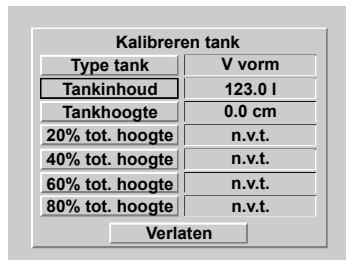 Kalibreren tank
Type tank V vorm
Tankinhoud 123.0 l
Tankhoogte 0.0 cm
20% tot. hoogte n.v.t.
40% tot. hoogte n.v.t.
60% tot. hoogte n.v.t.
80% tot. hoogte n.v.t.
Verlaten